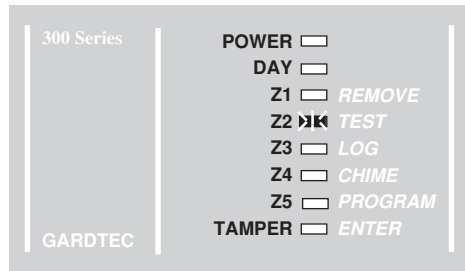 300 Series
POWER
DAY
Z1 REMOVE
Z2 TEST
Z3 LOG
Z4 CHIME
Z5 PROGRAM
TAMPER ENTER
GARDTEC